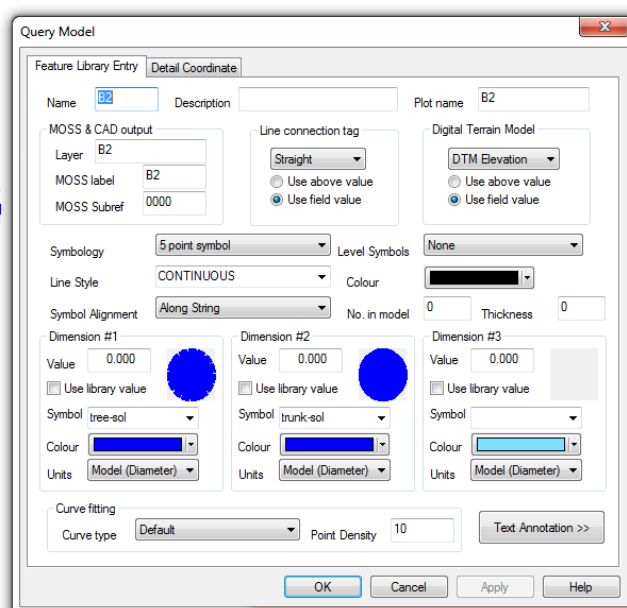 Query Model
Feature Library Entry Detail Coordinate
Name B2 Description Plot name B2
MOSS & CAD output Line connection tag Digital Terrain Model
Layer B2 Straight DTM Elevation
MOSS label B2 Use above value Use above value
MOSS Subref 0000 Use field value Use field value
Symbology 5 point symbol Level Symbols None
Line Style CONTINUOUS Colour
Symbol Alignment Along String No. in model 0 Thickness 0
Dimension #1 Dimension #2 Dimension #3
Value 0.000 Value 0.000 Value 0.000
Use library value Use library value Use library value
Symbol tree-sol Symbol trunk-sol Symbol
Colour Colour Colour
Units Model (Diameter) Units Model (Diameter) Units Model (Diameter)
Curve fitting
Curve type Default Point Density 10 Text Annotation >>
OK Cancel Apply Help